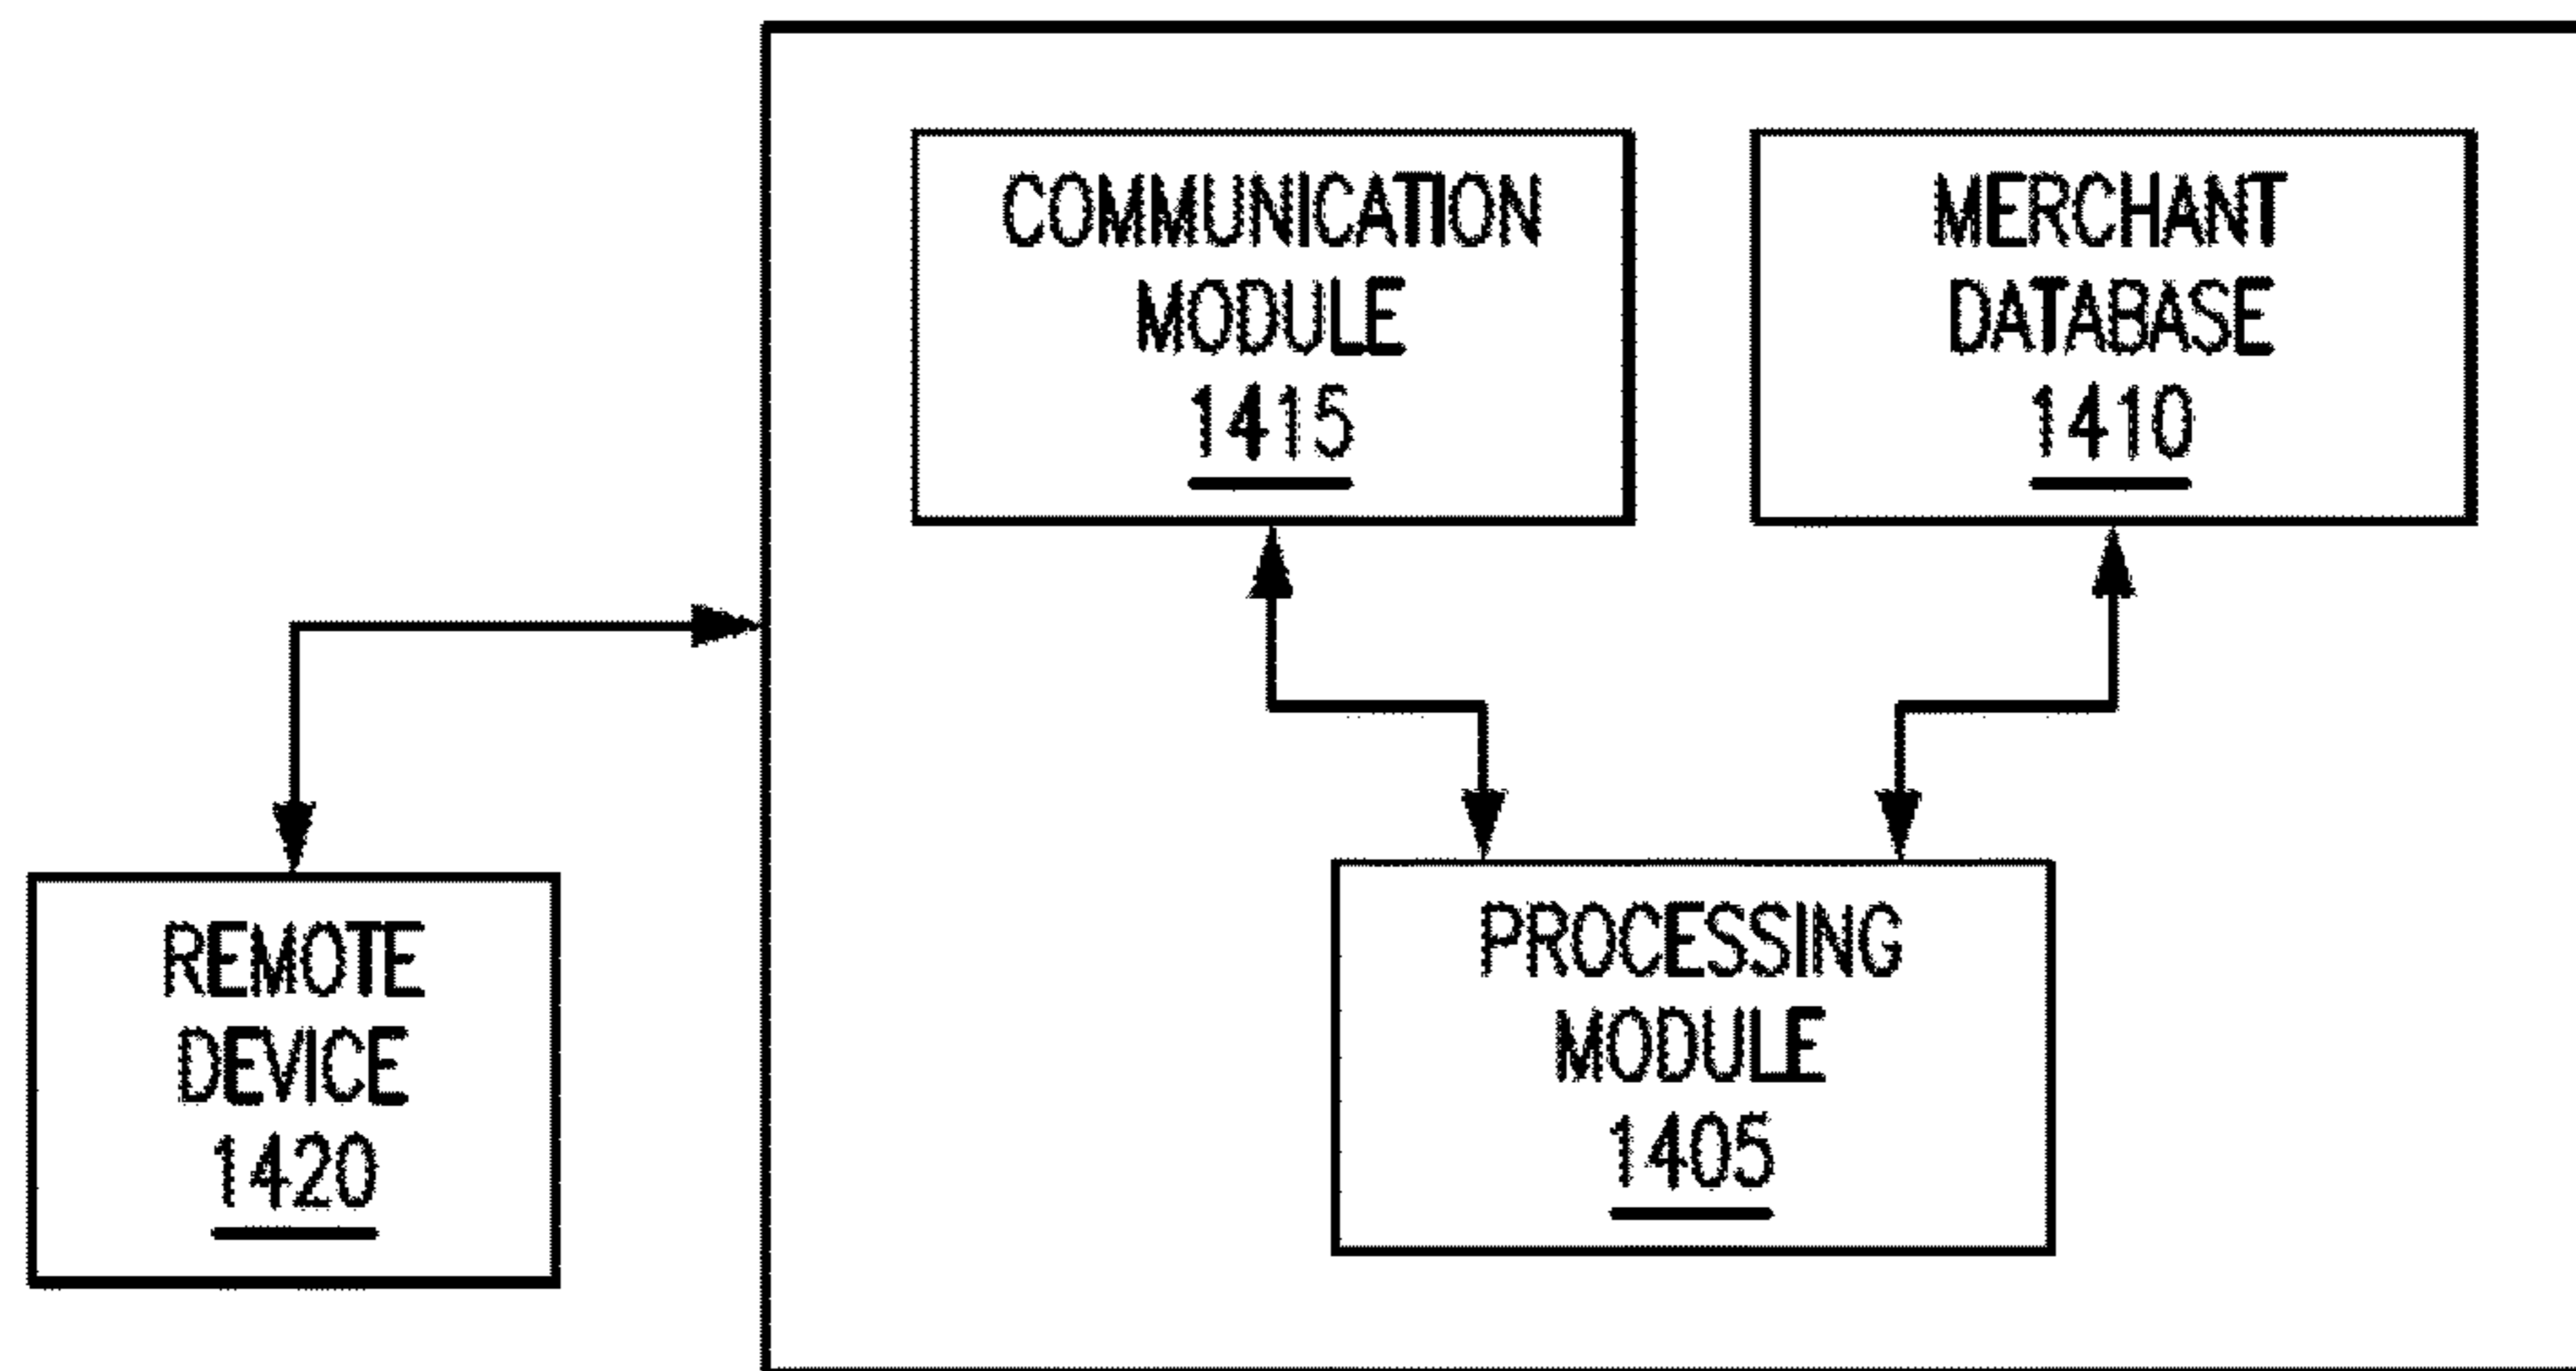 COMMUNICATION
MODULE
1415
MERCHANT
DATABASE
1410
REMOTE
DEVICE
1420
PROCESSING
MODULE
1405